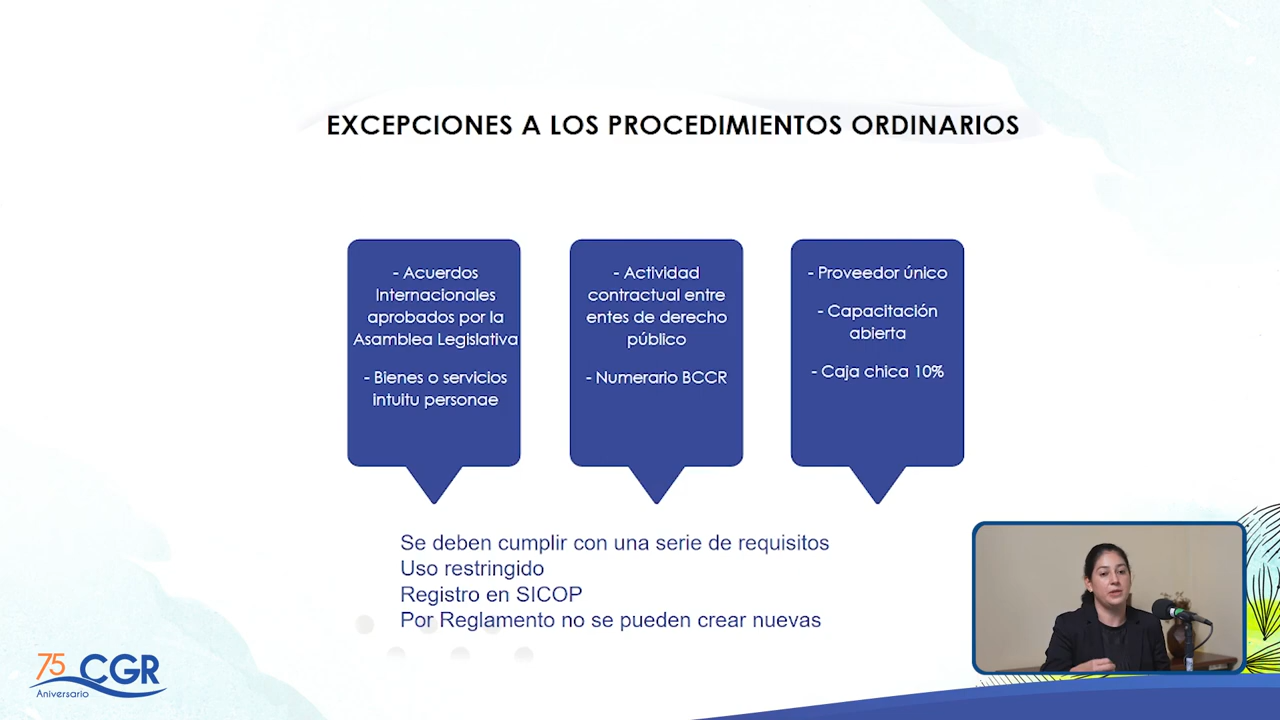 EXCEPCIONES A LOS PROCEDIMIENTOS ORDINARIOS
- Acuerdos
Internacionales
aprobados por la
Asamblea Legislativa
- Bienes o servicios
intuitu personae
- Actividad
contractual entre
entes de derecho
público
- Numerario BCCR
- Proveedor único
- Capacitación
abierta
- Caja chica 10%
Se deben cumplir con una serie de requisitos
Uso restringido
Registro en SICOP
Por Reglamento no se pueden crear nuevas
75 CGR
Aniversario